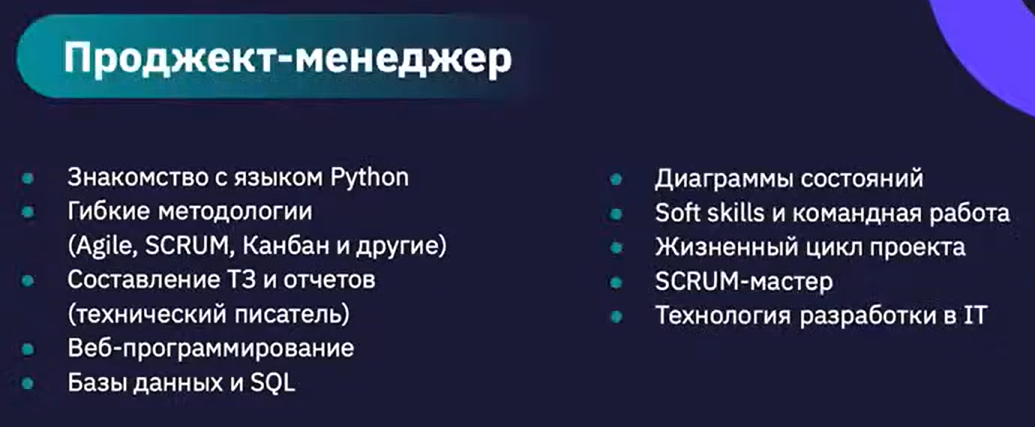 Проджект-менеджер
Знакомство с языком Python
Гибкие методологии
(Agile, SCRUM, Канбан и другие)
Составление ТЗ и отчетов
(технический писатель)
Веб-программирование
Базы данных и SQL
Диаграммы состояний
Soft skills и командная работа
Жизненный цикл проекта
SCRUM-мастер
Технология разработки в IT